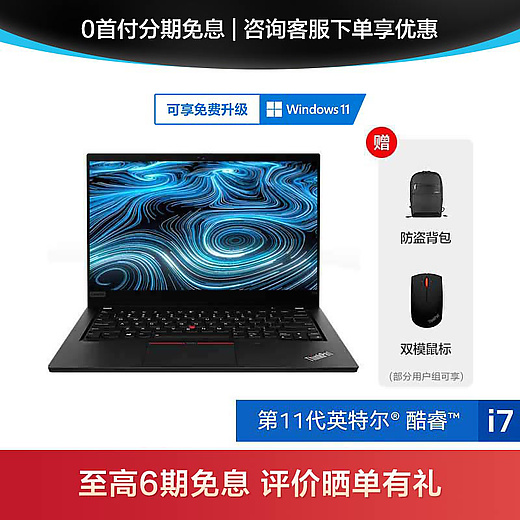 0首付分期免息 | 咨询客服下单享优惠
可享免费升级 Windows 11
赠
防盗背包
双模鼠标
(部分用户组可享)
ThinkPad
第11代英特尔® 酷睿™ i7
至高6期免息 评价晒单有礼